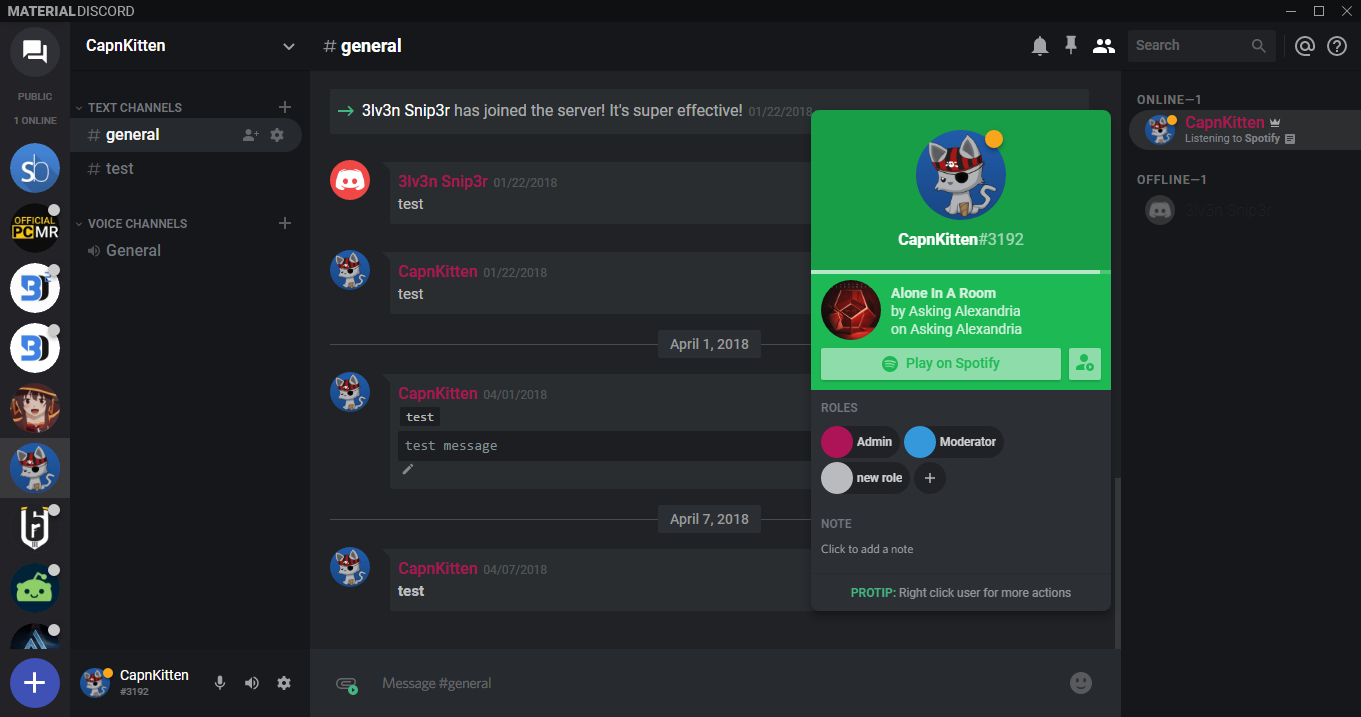 MATERIALDISCORD
PUBLIC
1 ONLINE
OFFICIAL
PCMR
CapnKitten
TEXT CHANNELS
# general
# test
VOICE CHANNELS
General
CapnKitten
#3192
# general
Search
3lv3n Snip3r has joined the server! It's super effective! 01/22/2018
3lv3n Snip3r 01/22/2018
test
CapnKitten 01/22/2018
test
April 1, 2018
CapnKitten 04/01/2018
test
test message
April 7, 2018
CapnKitten 04/07/2018
test
Message #general
CapnKitten#3192
Alone In A Room
by Asking Alexandria
on Asking Alexandria
Play on Spotify
ROLES
Admin
Moderator
new role
NOTE
Click to add a note
PROTIP: Right click user for more actions
ONLINE—1
CapnKitten
Listening to Spotify
OFFLINE—1
3lv3n Snip3r